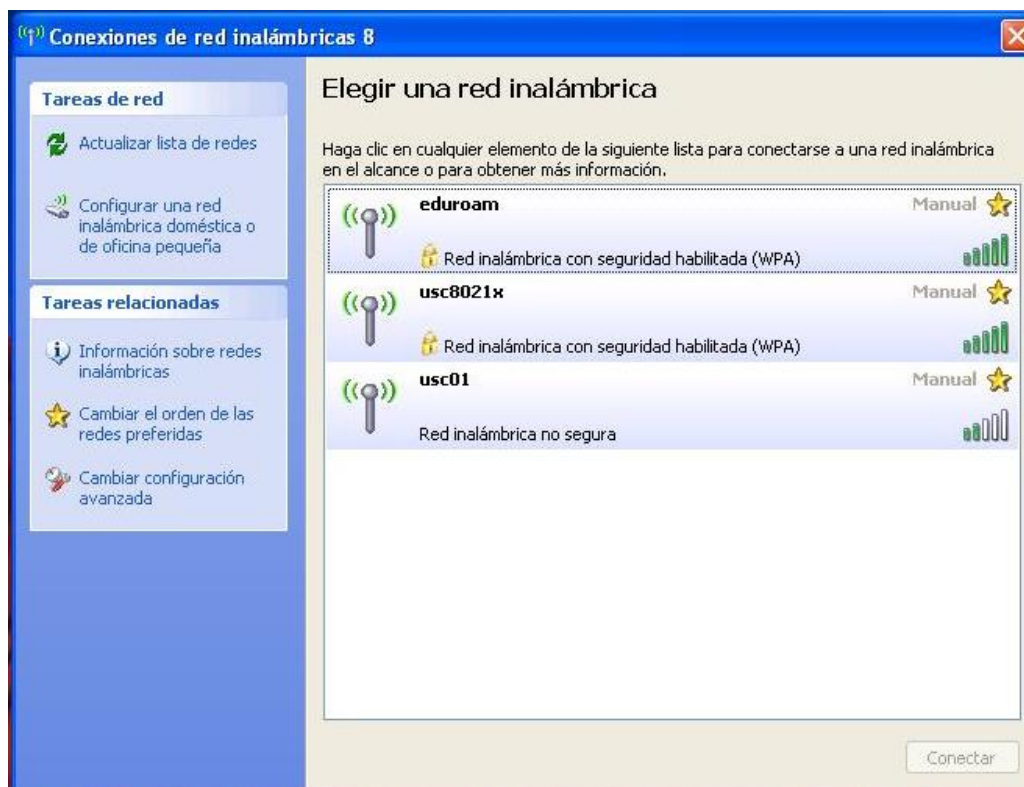 Conexiones de red inalámbricas 8
Tareas de red
Actualizar lista de redes
Configurar una red
inalámbrica doméstica o
de oficina pequeña
Tareas relacionadas
Información sobre redes
inalámbricas
Cambiar el orden de las
redes preferidas
Cambiar configuración
avanzada
Elegir una red inalámbrica
Haga clic en cualquier elemento de la siguiente lista para conectarse a una red inalámbrica
en el alcance o para obtener más información.
eduroam Manual
Red inalámbrica con seguridad habilitada (WPA)
usc8021x Manual
Red inalámbrica con seguridad habilitada (WPA)
usc01 Manual
Red inalámbrica no segura
Conectar